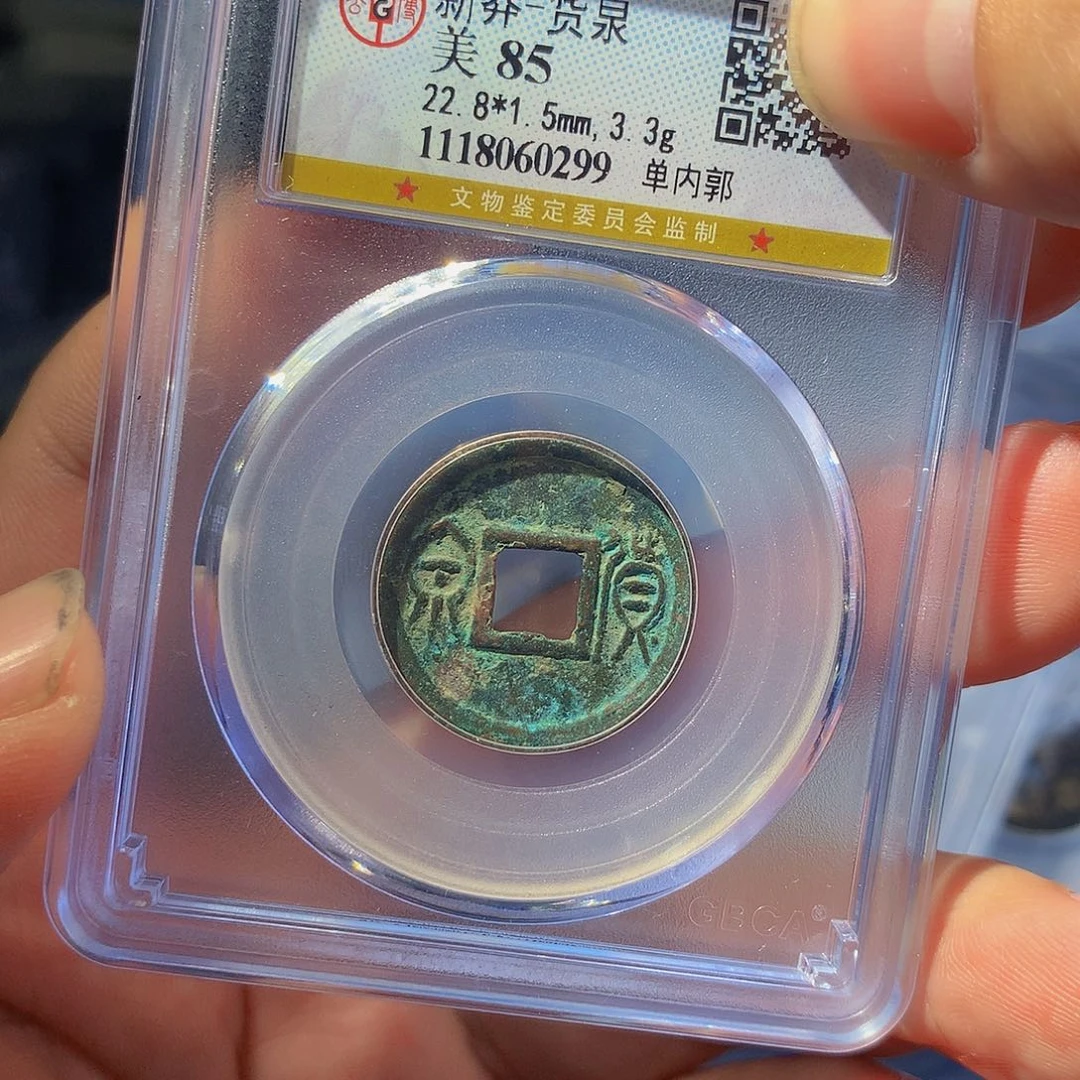 新莽-货泉
美 85
22.8*1.5mm, 3.3g
1118060299 单内郭
★ 文物鉴定委员会监制 ★
貨泉
GBCA®